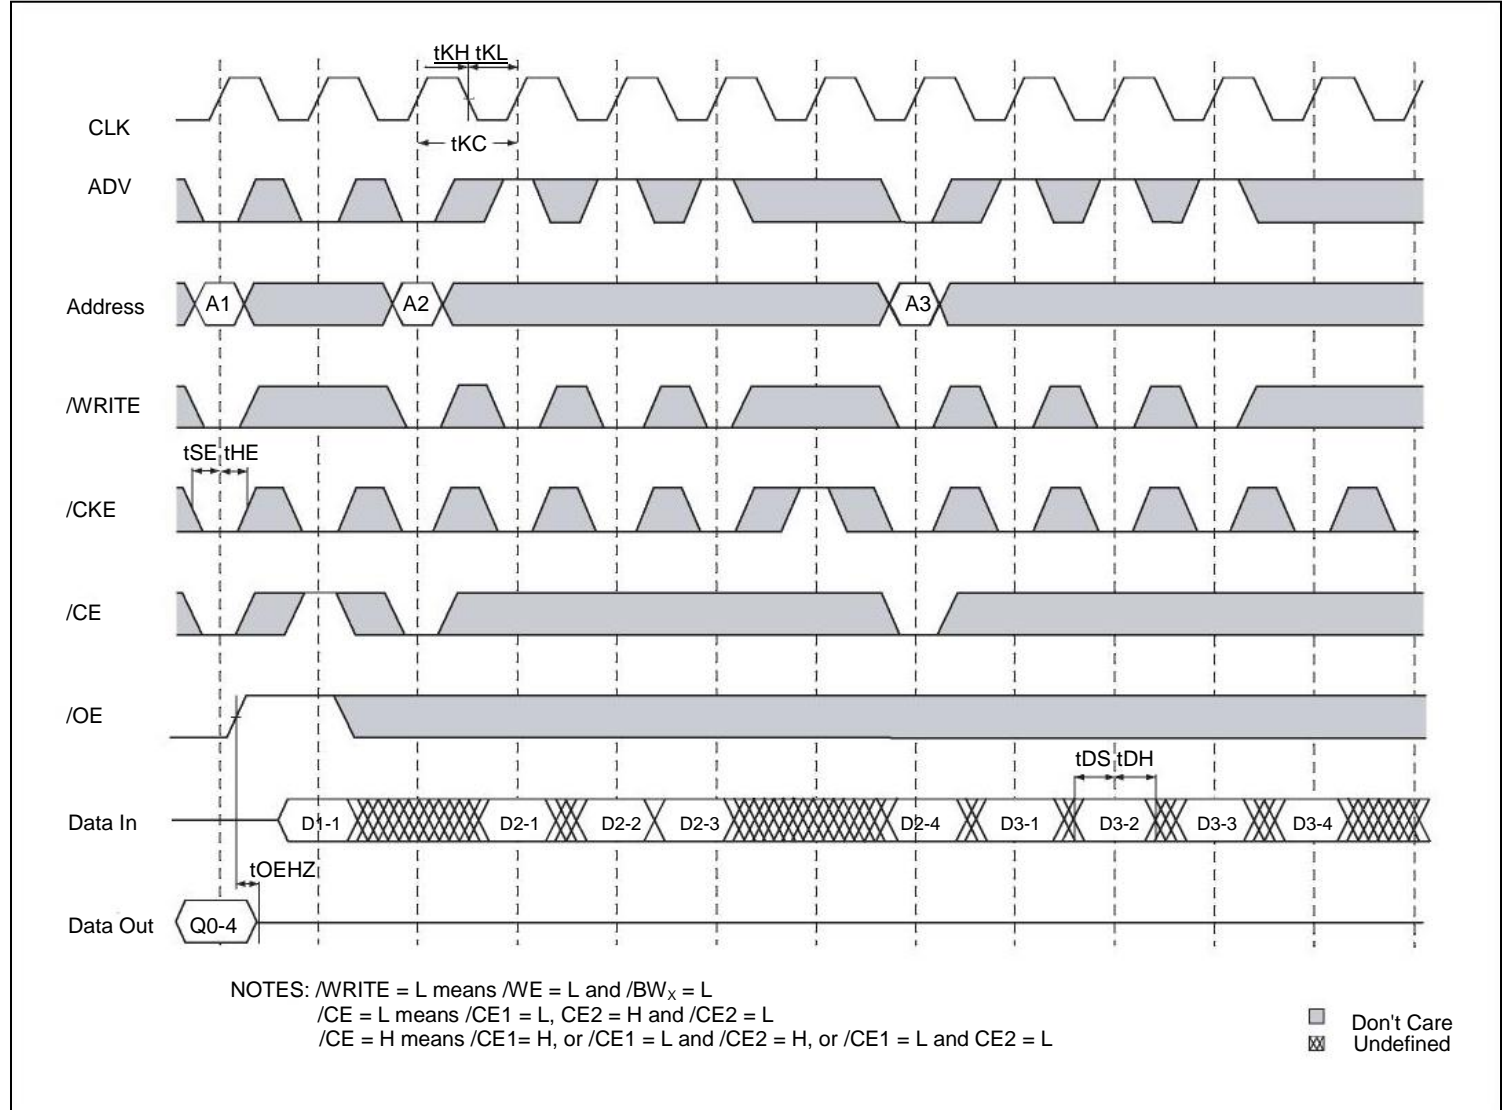 tKH tKL
CLK
tKC
ADV
Address A1 A2 A3
/WRITE
tSE tHE
/CKE
/CE
/OE
tDS tDH
Data In D1-1 D2-1 D2-2 D2-3 D2-4 D3-1 D3-2 D3-3 D3-4
tOEHZ
Data Out Q0-4
NOTES: /WRITE = L means /WE = L and /BWX = L
/CE = L means /CE1 = L, CE2 = H and /CE2 = L
/CE = H means /CE1= H, or /CE1 = L and /CE2 = H, or /CE1 = L and CE2 = L
Don't Care
Undefined